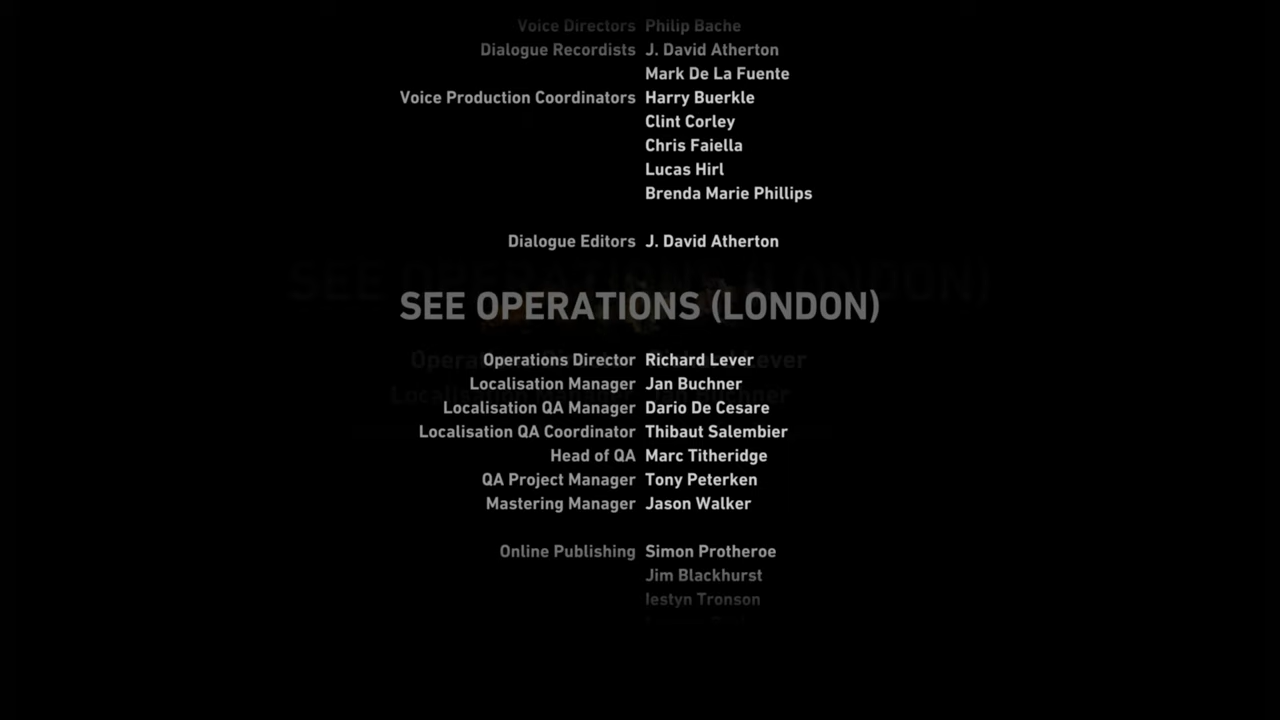 Voice Directors Philip Bache
Dialogue Recordists J. David Atherton
Mark De La Fuente
Voice Production Coordinators Harry Buerkle
Clint Corley
Chris Faiella
Lucas Hirl
Brenda Marie Phillips
Dialogue Editors J. David Atherton
SEE OPERATIONS (LONDON)
Operations Director Richard Lever
Localisation Manager Jan Buchner
Localisation QA Manager Dario De Cesare
Localisation QA Coordinator Thibaut Salembier
Head of QA Marc Titheridge
QA Project Manager Tony Peterken
Mastering Manager Jason Walker
Online Publishing Simon Protheroe
Jim Blackhurst
Iestyn Tronson